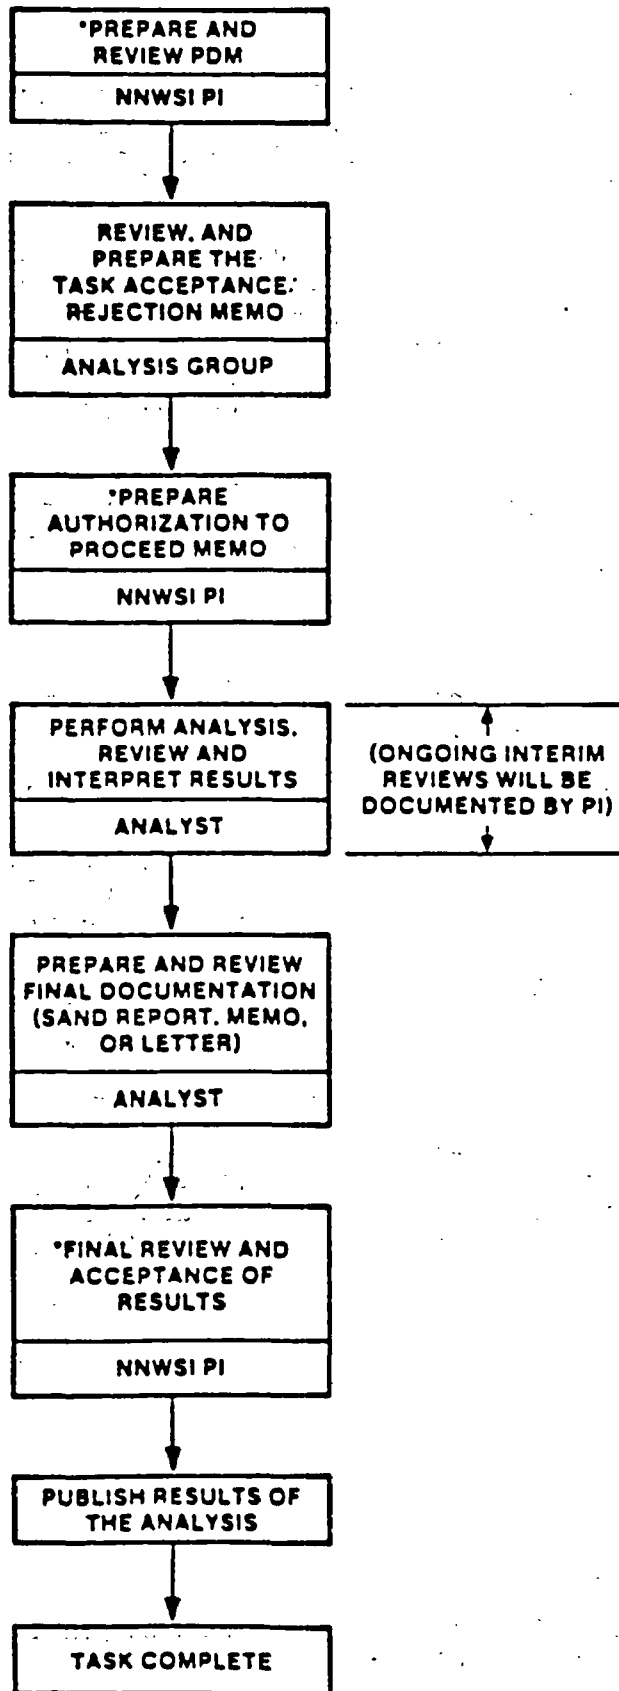 *PREPARE AND
REVIEW PDM
NNWSI PI
REVIEW, AND
PREPARE THE
TASK ACCEPTANCE/
REJECTION MEMO
ANALYSIS GROUP
*PREPARE
AUTHORIZATION TO
PROCEED MEMO
NNWSI PI
PERFORM ANALYSIS,
REVIEW AND
INTERPRET RESULTS
ANALYST
(ONGOING INTERIM
REVIEWS WILL BE
DOCUMENTED BY PI)
PREPARE AND REVIEW
FINAL DOCUMENTATION
(SAND REPORT, MEMO,
OR LETTER)
ANALYST
*FINAL REVIEW AND
ACCEPTANCE OF
RESULTS
NNWSI PI
PUBLISH RESULTS OF
THE ANALYSIS
TASK COMPLETE